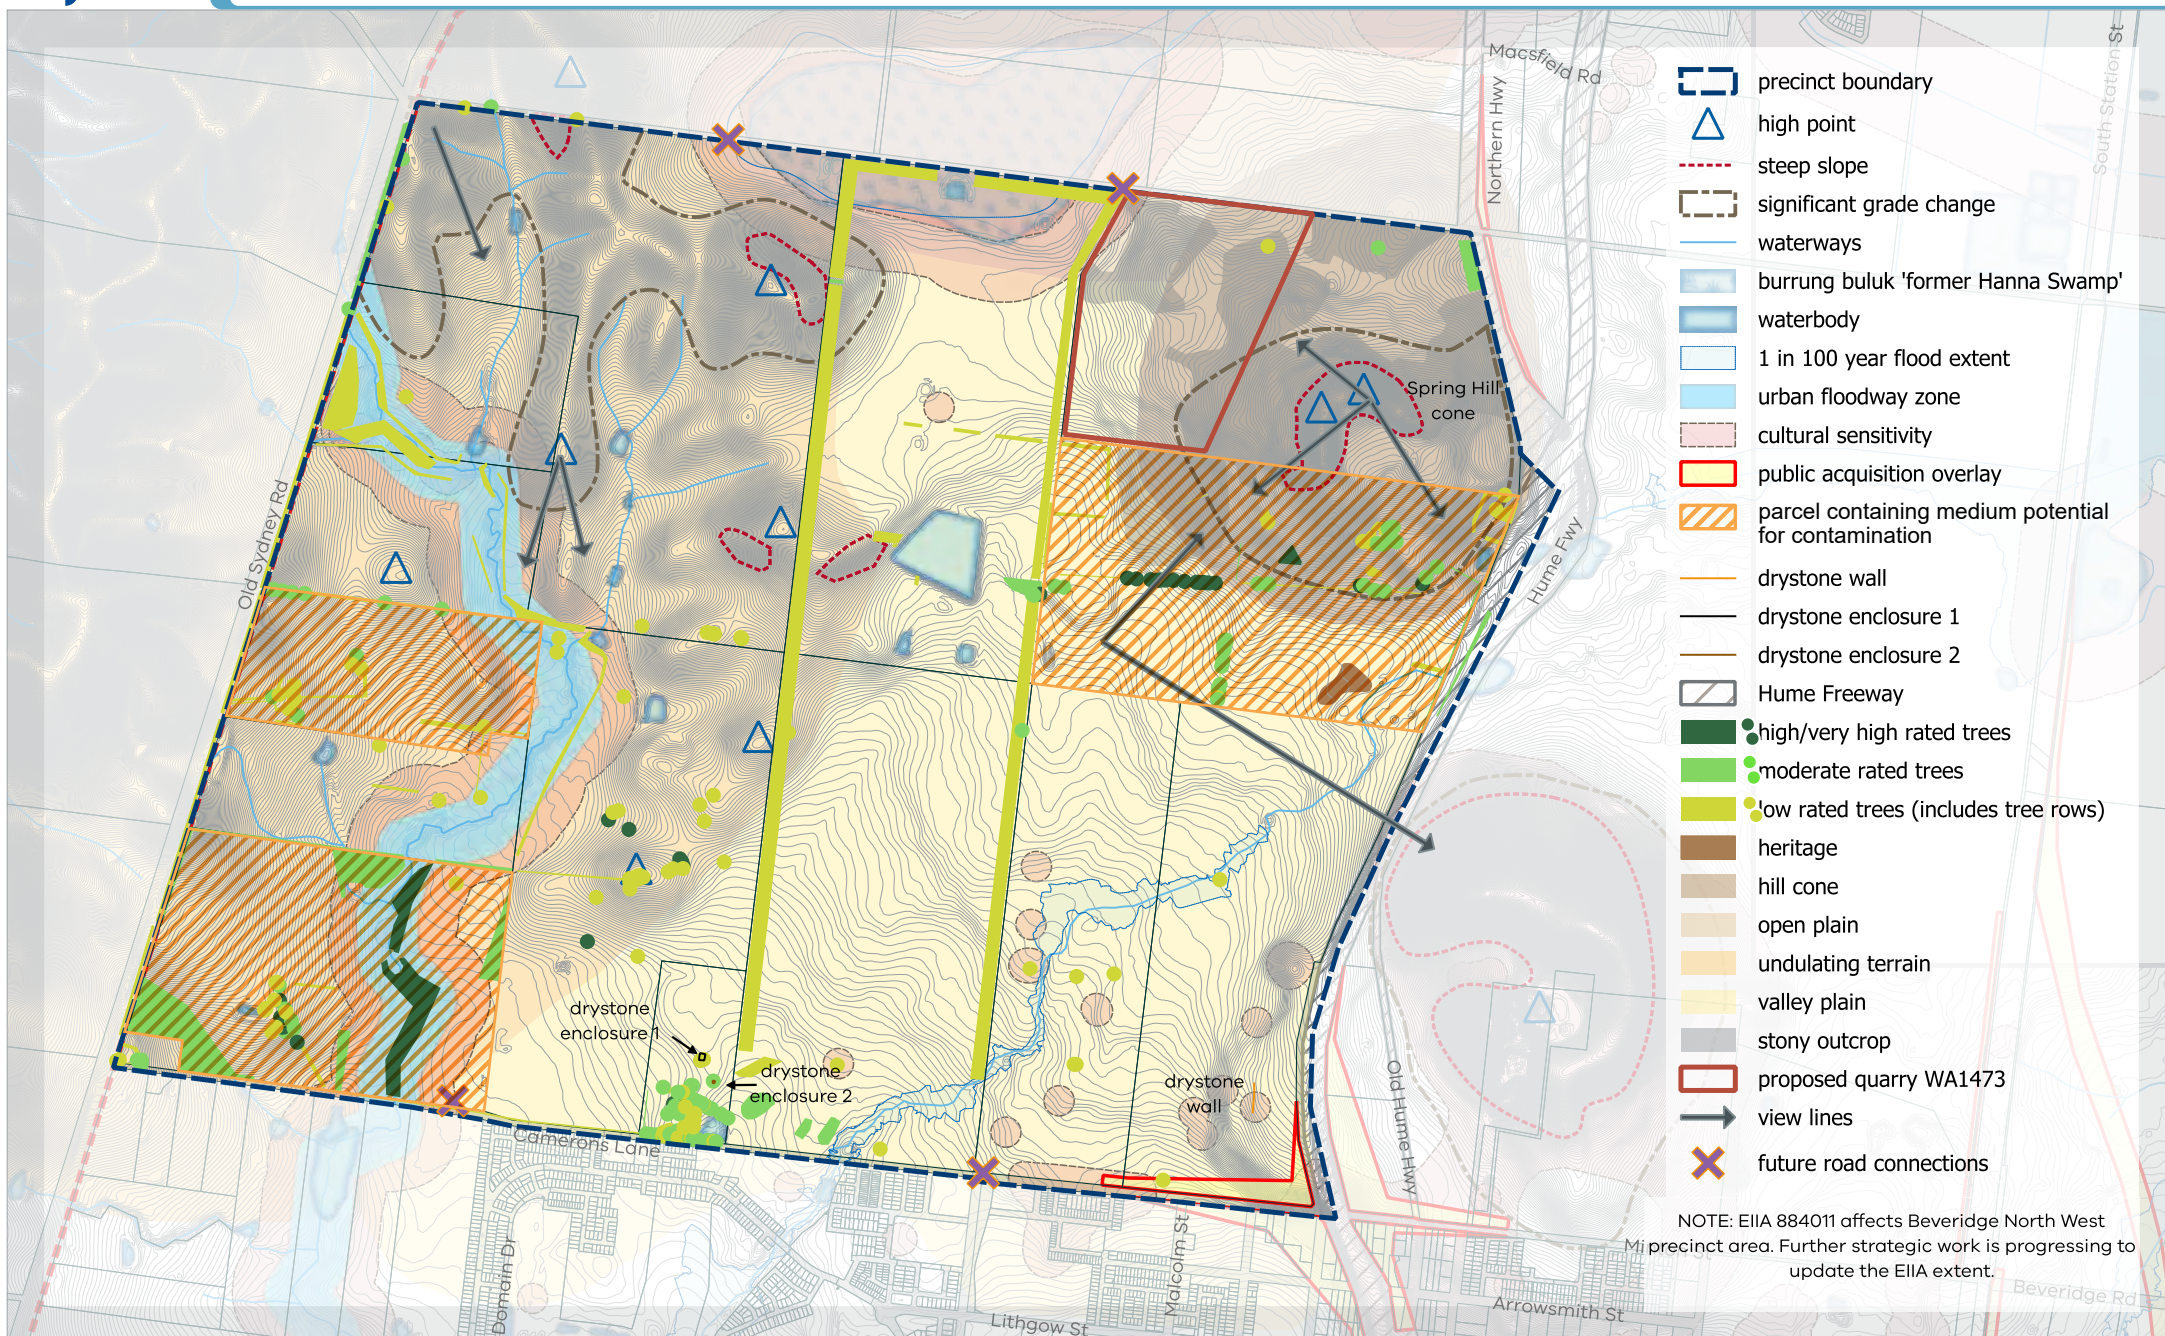 Macsfield Rd
Northern Hwy
South Station St
Old Sydney Rd
Spring Hill
cone
Hume Fwy
drystone
enclosure 1
drystone
enclosure 2
drystone
wall
Camerons Lane
Old Hume Hwy
Domain Dr
Malcolm St
Lithgow St
Arrowsmith St
Beveridge Rd
precinct boundary
high point
steep slope
significant grade change
waterways
burrung buluk 'former Hanna Swamp'
waterbody
1 in 100 year flood extent
urban floodway zone
cultural sensitivity
public acquisition overlay
parcel containing medium potential
for contamination
drystone wall
drystone enclosure 1
drystone enclosure 2
Hume Freeway
high/very high rated trees
moderate rated trees
low rated trees (includes tree rows)
heritage
hill cone
open plain
undulating terrain
valley plain
stony outcrop
proposed quarry WA1473
view lines
future road connections
NOTE: EIIA 884011 affects Beveridge North West
precinct area. Further strategic work is progressing to
update the EIIA extent.